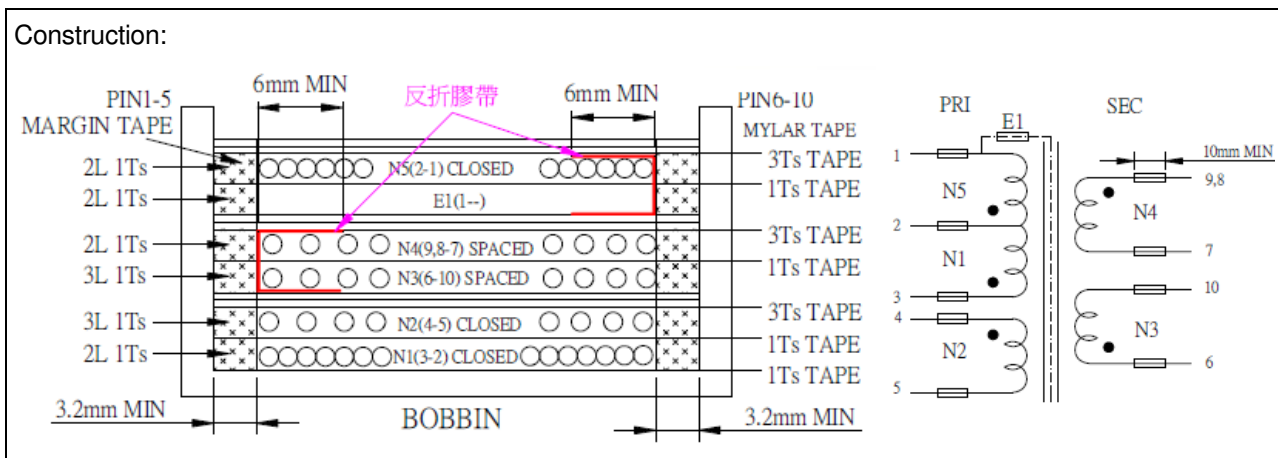 Construction:
6mm MIN
反折膠帶
6mm MIN
PIN1-5
PIN6-10
PRI
E1
SEC
MARGIN TAPE
MYLAR TAPE
2L 1Ts
N5(2-1) CLOSED
3Ts TAPE
1
10mm MIN
9,8
2L 1Ts
E1(1--)
1Ts TAPE
N5
N4
2L 1Ts
N4(9,8-7) SPACED
3Ts TAPE
2
7
3L 1Ts
N3(6-10) SPACED
1Ts TAPE
N1
10
3
3L 1Ts
N2(4-5) CLOSED
3Ts TAPE
4
N3
2L 1Ts
N1(3-2) CLOSED
1Ts TAPE
N2
6
1Ts TAPE
5
3.2mm MIN
BOBBIN
3.2mm MIN